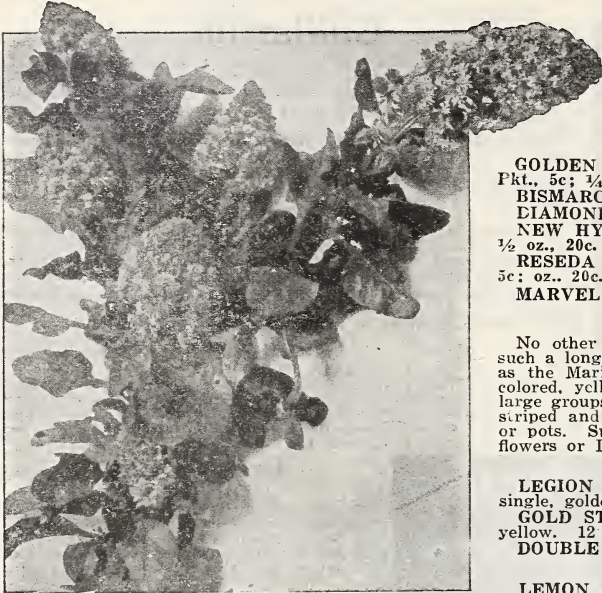 GOLDEN
Pkt., 5c; ¼
BISMARC
DIAMONI
NEW HY
½ oz., 20c.
RESEDA
5c; oz.. 20c.
MARVEL
No other
such a long
as the Mari
colored, yell
large groups
striped and
or pots. Su
flowers or I
LEGION
single, golde
GOLD ST
yellow. 12
DOUBLE
LEMON